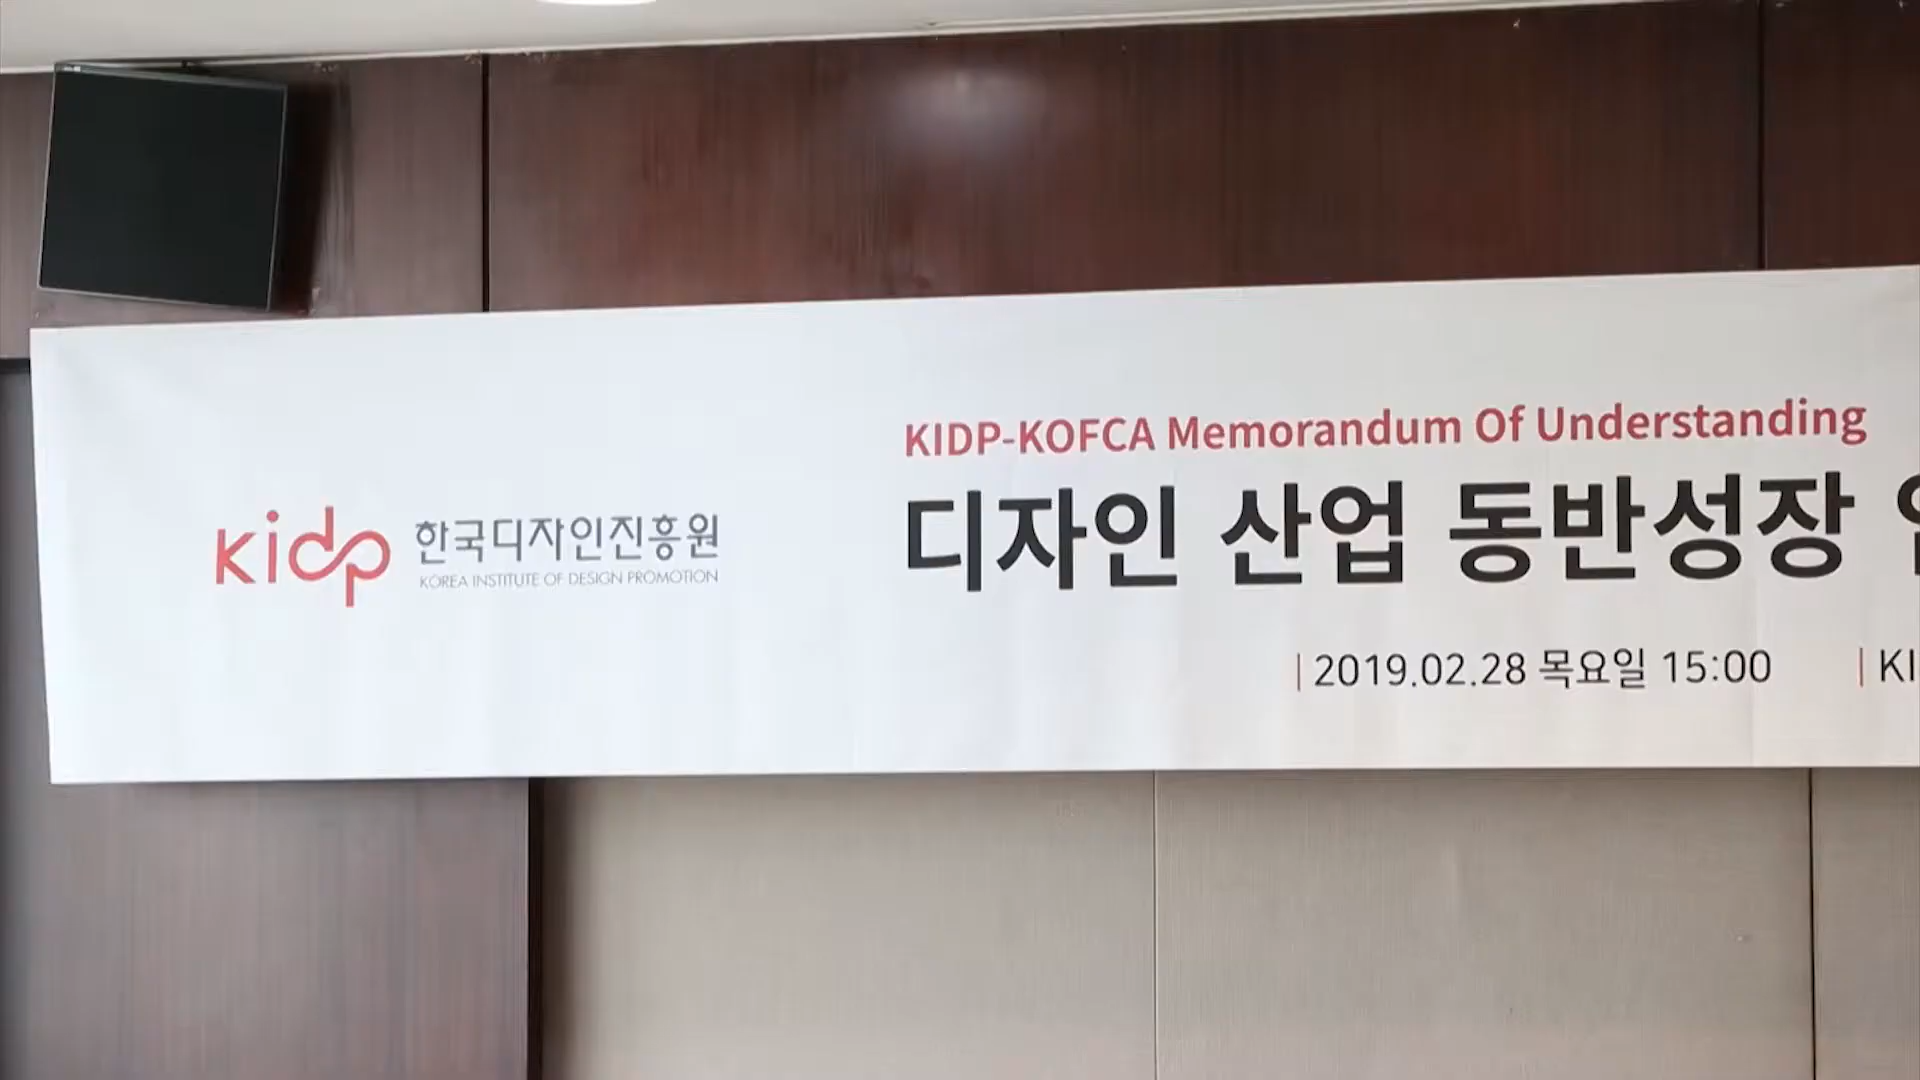 kidp 한국디자인진흥원
KOREA INSTITUTE OF DESIGN PROMOTION
KIDP-KOFCA Memorandum Of Understanding
디자인 산업 동반성장
| 2019.02.28 목요일 15:00 | KI